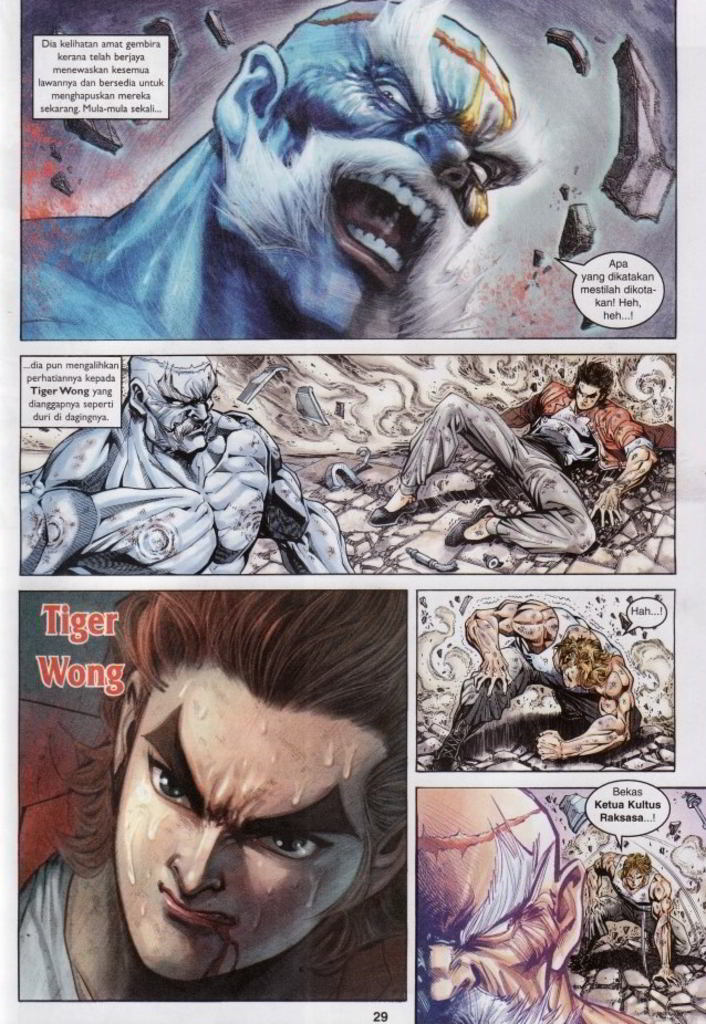 Dia kelihatan amat gembira
kerana telah berjaya
menewaskan kesemua
lawannya dan bersedia untuk
menghapuskan mereka
sekarang. Mula-mula sekali...
Apa
yang dikatakan
mestilah dikota-
kan! Heh,
heh...!
...dia pun mengalihkan
perhatiannya kepada
Tiger Wong yang
dianggapnya seperti
duri di dagingnya.
Tiger
Wong
Hah...!
Bekas
Ketua Kultus
Raksasa...!
29